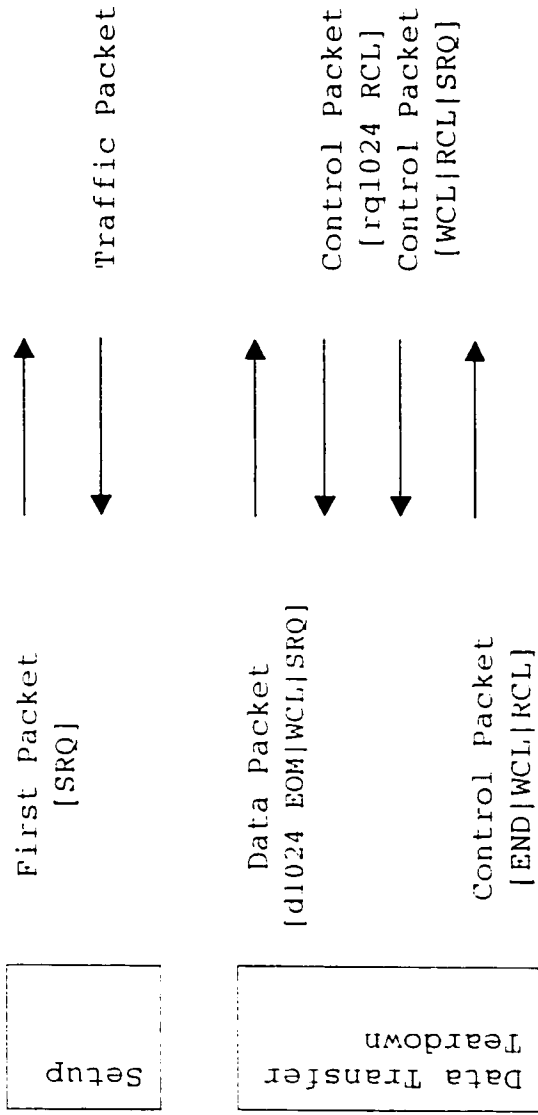 Setup
First Packet
[SRQ]
Traffic Packet
Data Transfer
Teardown
Data Packet
[d1024 EOM|WCL|SRQ]
Control Packet
[rq1024 RCL]
Control Packet
[WCL|RCL|SRQ]
Control Packet
[END|WCL|RCL]